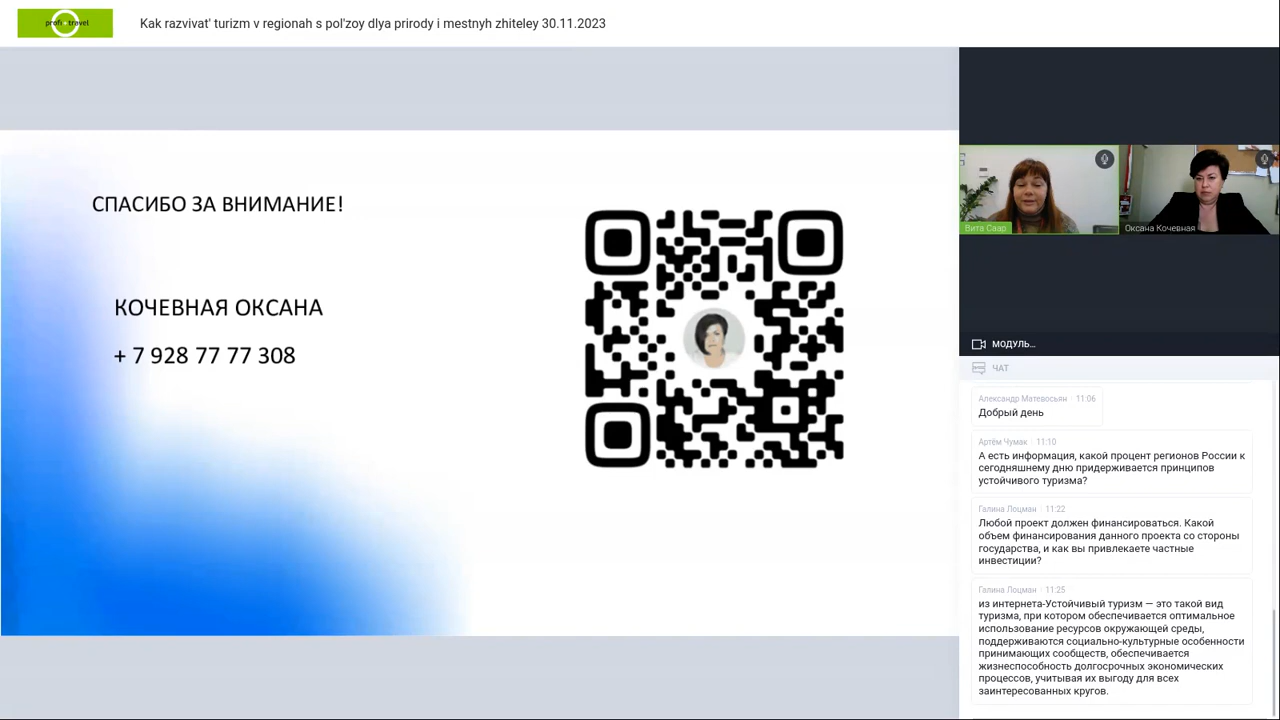 profi travel
Kak razvivat' turizm v regionah s pol'zoy dlya prirody i mestnyh zhiteley 30.11.2023
СПАСИБО ЗА ВНИМАНИЕ!
КОЧЕВНАЯ ОКСАНА
+ 7 928 77 77 308
Вита Саар
Оксана Кочевная
МОДУЛЬ...
ЧАТ
Александр Матевосьян 11:06
Добрый день
Артём Чумак 11:10
А есть информация, какой процент регионов России к
сегодняшнему дню придерживается принципов
устойчивого туризма?
Галина Лоцман 11:22
Любой проект должен финансироваться. Какой
объем финансирования данного проекта со стороны
государства, и как вы привлекаете частные
инвестиции?
Галина Лоцман 11:25
из интернета-Устойчивый туризм — это такой вид
туризма, при котором обеспечивается оптимальное
использование ресурсов окружающей среды,
поддерживаются социально-культурные особенности
принимающих сообществ, обеспечивается
жизнеспособность долгосрочных экономических
процессов, учитывая их выгоду для всех
заинтересованных кругов.